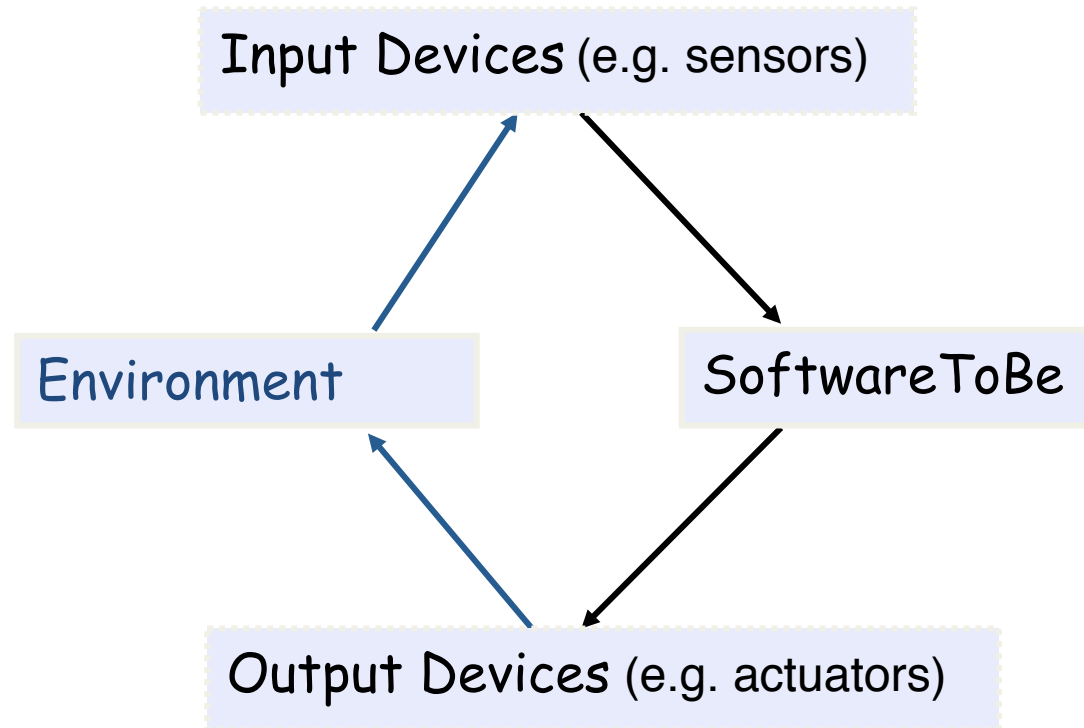 Input Devices (e.g. sensors)
Environment
SoftwareToBe
Output Devices (e.g. actuators)